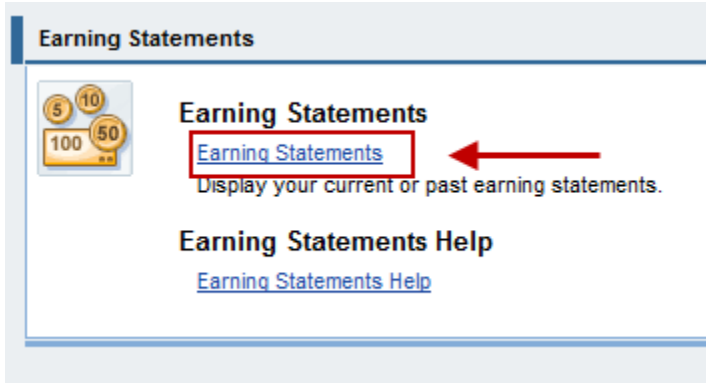 Earning Statements
5 10
100 50
Earning Statements
Earning Statements
Display your current or past earning statements.
Earning Statements Help
Earning Statements Help